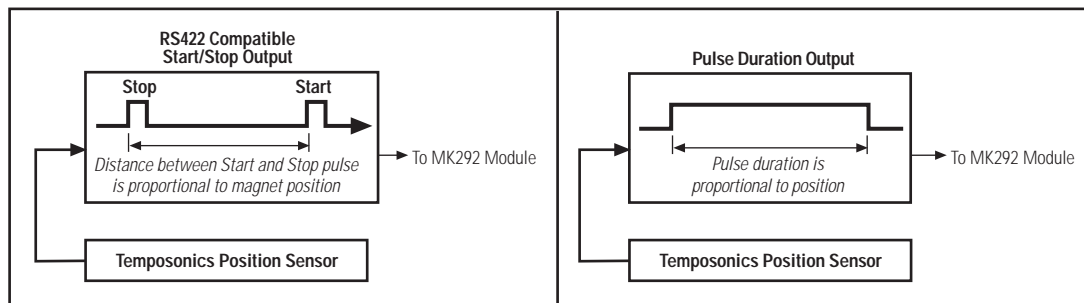 RS422 Compatible
Start/Stop Output
Stop Start
Distance between Start and Stop pulse
is proportional to magnet position
To MK292 Module
Temposonics Position Sensor
Pulse Duration Output
Pulse duration is
proportional to position
To MK292 Module
Temposonics Position Sensor